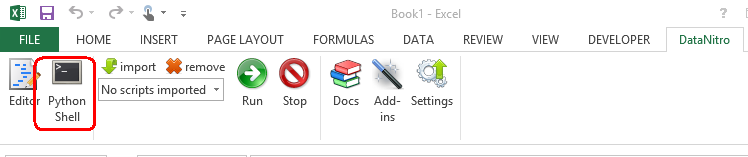 Book1 - Excel
FILE HOME INSERT PAGE LAYOUT FORMULAS DATA REVIEW VIEW DEVELOPER DataNitro
Editor
Python
Shell
import remove
No scripts imported
Run
Stop
Docs
Add-
ins
Settings